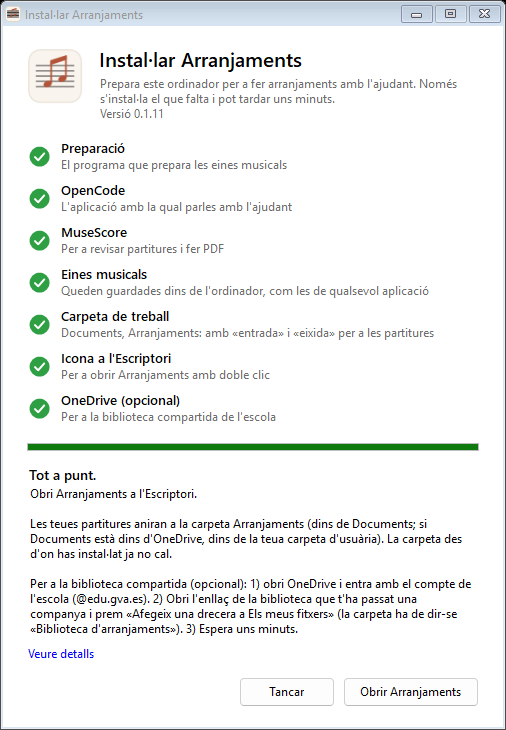 Instal·lar Arranjaments
Instal·lar Arranjaments
Prepara este ordinador per a fer arranjaments amb l'ajudant. Només
s'instal·la el que falta i pot tardar uns minuts.
Versió 0.1.11
Preparació
El programa que prepara les eines musicals
OpenCode
L'aplicació amb la qual parles amb l'ajudant
MuseScore
Per a revisar partitures i fer PDF
Eines musicals
Queden guardades dins de l'ordinador, com les de qualsevol aplicació
Carpeta de treball
Documents, Arranjaments: amb «entrada» i «eixida» per a les partitures
Icona a l'Escriptori
Per a obrir Arranjaments amb doble clic
OneDrive (opcional)
Per a la biblioteca compartida de l'escola
Tot a punt.
Obri Arranjaments a l'Escriptori.
Les teues partitures aniran a la carpeta Arranjaments (dins de Documents; si
Documents està dins d'OneDrive, dins de la teua carpeta d'usuària). La carpeta des
d'on has instal·lat ja no cal.
Per a la biblioteca compartida (opcional): 1) obri OneDrive i entra amb el compte de
l'escola (@edu.gva.es). 2) Obri l'enllaç de la biblioteca que t'ha passat una
companya i prem «Afegeix una drecera a Els meus fitxers» (la carpeta ha de dir-se
«Biblioteca d'arranjaments»). 3) Espera uns minuts.
Veure detalls
Tancar
Obrir Arranjaments